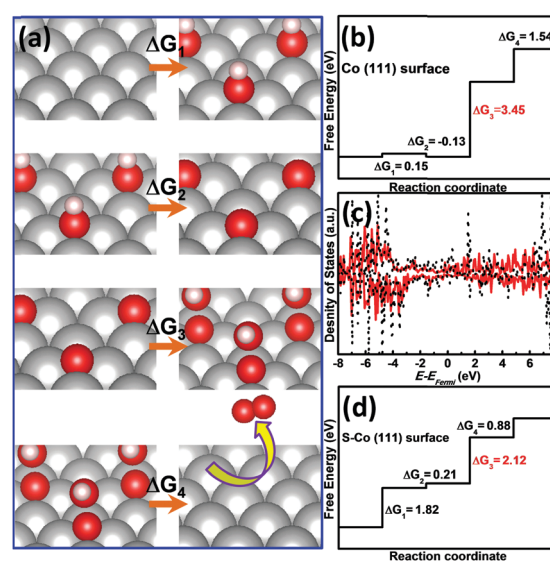 (a)
ΔG1
ΔG2
ΔG3
ΔG4
(b)
ΔG4= 1.54
Co (111) surface
ΔG3=3.45
ΔG2= -0.13
ΔG1= 0.15
Free Energy (eV)
Reaction coordinate
(c)
Desnity of States (a.u.)
-8 -6 -4 -2 0 2 4 6
E-EFermi (eV)
(d)
S-Co (111) surface
ΔG4= 0.88
ΔG3= 2.12
ΔG2= 0.21
ΔG1= 1.82
Free Energy (eV)
Reaction coordinate